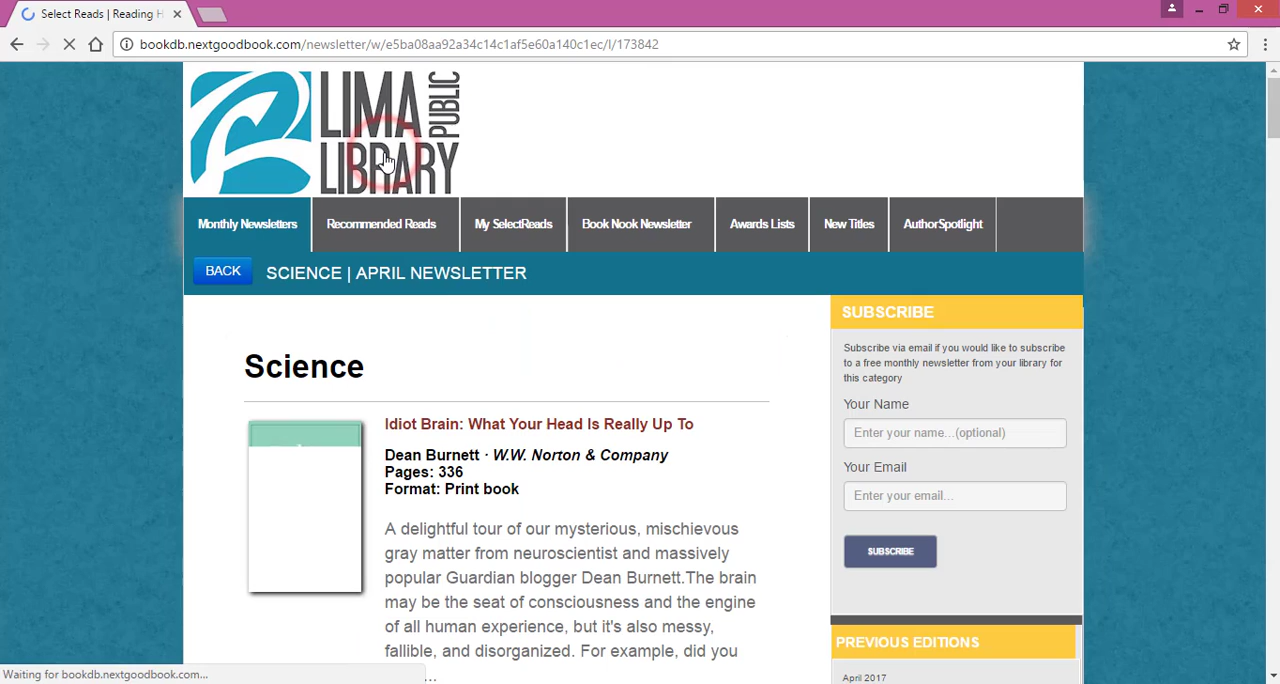 Select Reads | Reading H
bookdb.nextgoodbook.com/newsletter/w/e5ba08aa92a34c14c1af5e60a140c1ec/l/173842
LIMA PUBLIC
LIBRARY
Monthly Newsletters Recommended Reads My SelectReads Book Nook Newsletter Awards Lists New Titles AuthorSpotlight
BACK SCIENCE | APRIL NEWSLETTER
SUBSCRIBE
Subscribe via email if you would like to subscribe
to a free monthly newsletter from your library for
this category
Your Name
Enter your name...(optional)
Your Email
Enter your email...
SUBSCRIBE
PREVIOUS EDITIONS
April 2017
Science
Idiot Brain: What Your Head Is Really Up To
Dean Burnett · W.W. Norton & Company
Pages: 336
Format: Print book
A delightful tour of our mysterious, mischievous
gray matter from neuroscientist and massively
popular Guardian blogger Dean Burnett.The brain
may be the seat of consciousness and the engine
of all human experience, but it's also messy,
fallible, and disorganized. For example, did you
...
Waiting for bookdb.nextgoodbook.com...